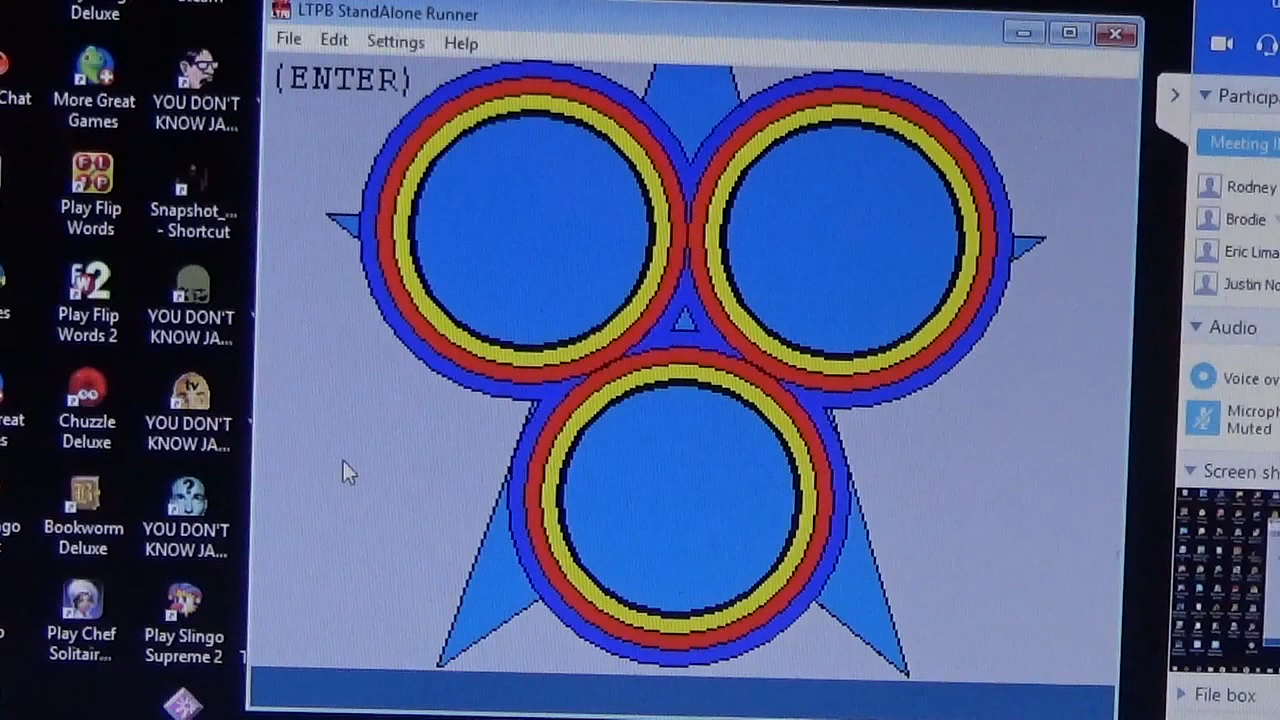 Deluxe
Chat
More Great
Games
YOU DON'T
KNOW JA...
Play Flip
Words
Snapshot_...
- Shortcut
Play Flip
Words 2
YOU DON'T
KNOW JA...
Chuzzle
Deluxe
YOU DON'T
KNOW JA...
Bookworm
Deluxe
YOU DON'T
KNOW JA...
Play Chef
Solitair...
Play Slingo
Supreme 2
LTPB StandAlone Runner
File Edit Settings Help
(ENTER)
Particip
Meeting I
Rodney
Brodie
Eric Lima
Justin No
Audio
Voice ov
Microph
Muted
Screen sh
File box